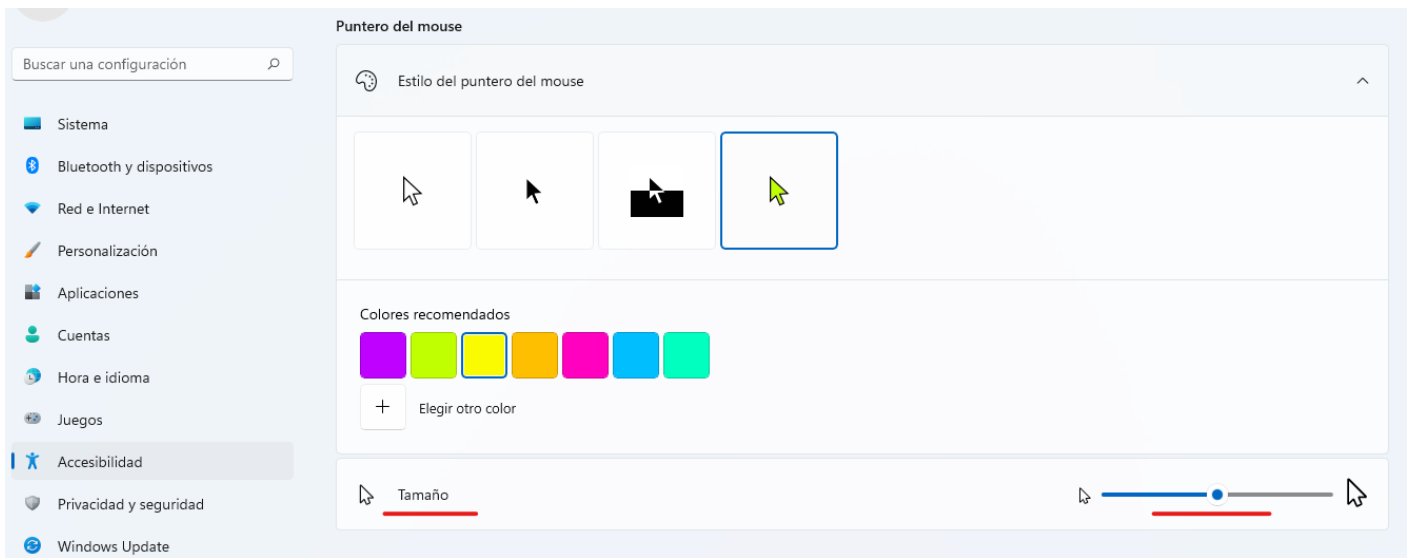 Puntero del mouse
Buscar una configuración
Estilo del puntero del mouse
Sistema
Bluetooth y dispositivos
Red e Internet
Personalización
Aplicaciones
Cuentas
Hora e idioma
Juegos
Accesibilidad
Privacidad y seguridad
Windows Update
Colores recomendados
Elegir otro color
Tamaño